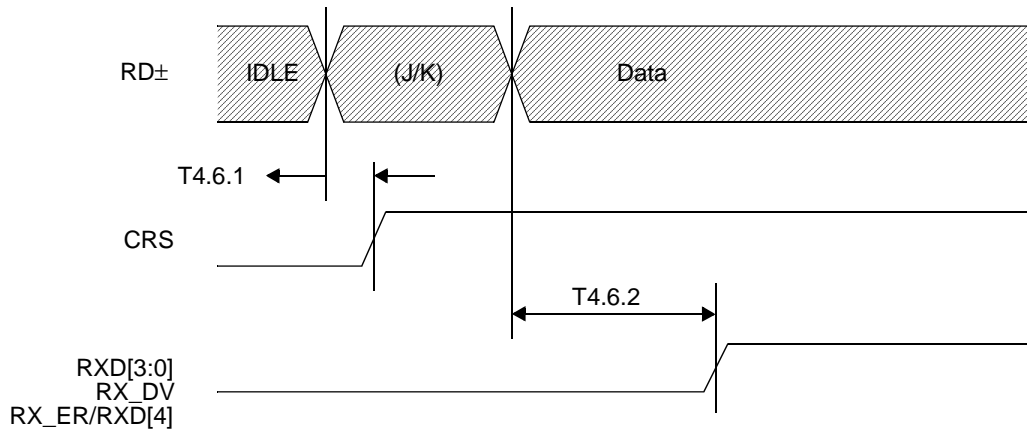 RD± IDLE (J/K) Data
T4.6.1
CRS
T4.6.2
RXD[3:0]
RX_DV
RX_ER/RXD[4]